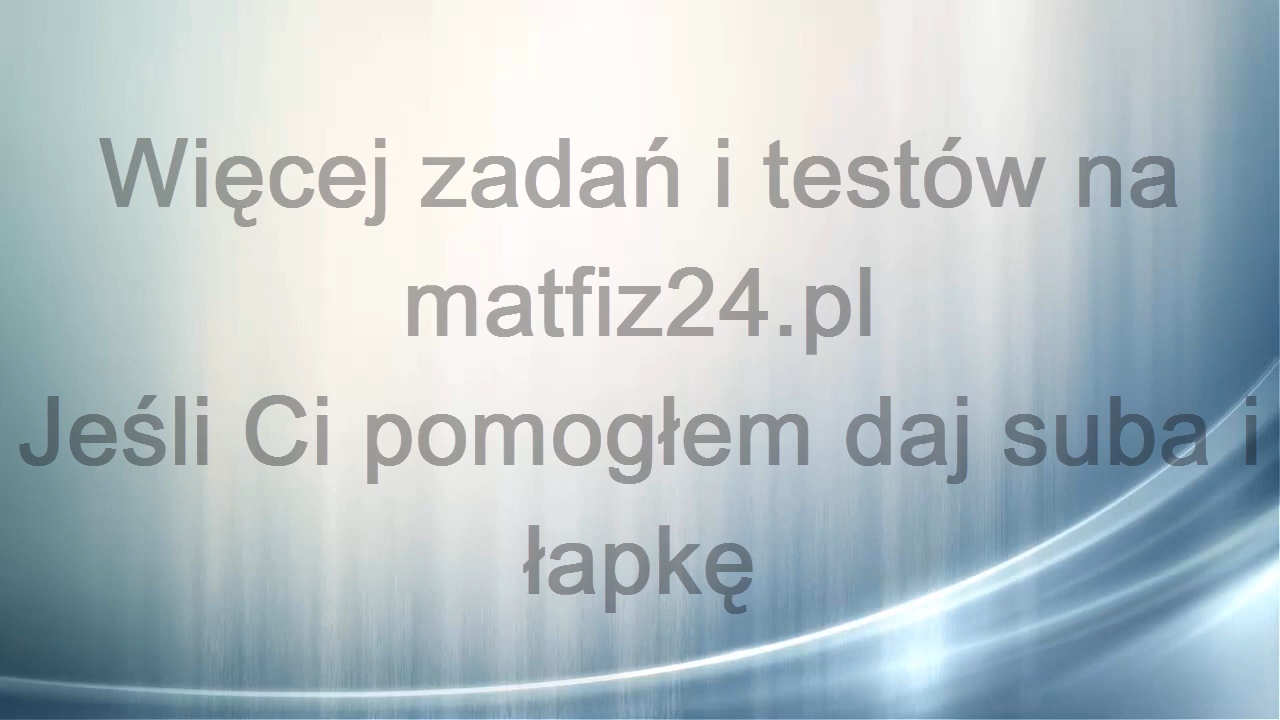 Więcej zadań i testów na
matfiz24.pl
Jeśli Ci pomogłem daj suba i
łapkę